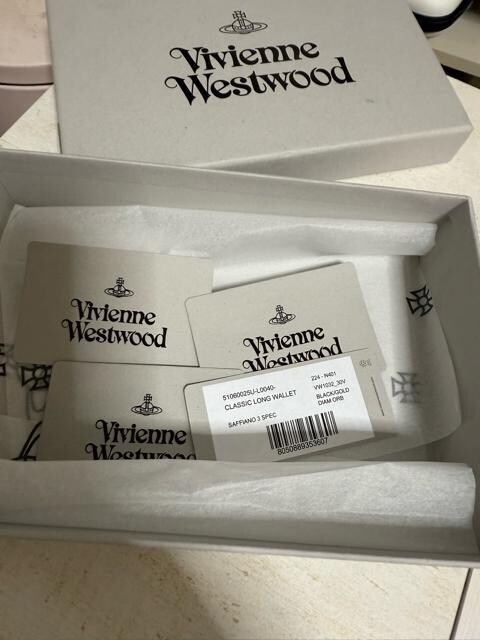 Vivienne
Westwood
Vivienne
Westwood
Vivienne
Westwood
Vivienne
Westwood
51060025U-L0040-
CLASSIC LONG WALLET
SAFFIANO 3 SPEC
224 - N401
VW1032_30V
BLACK/GOLD
DIAM ORB
8050889353607